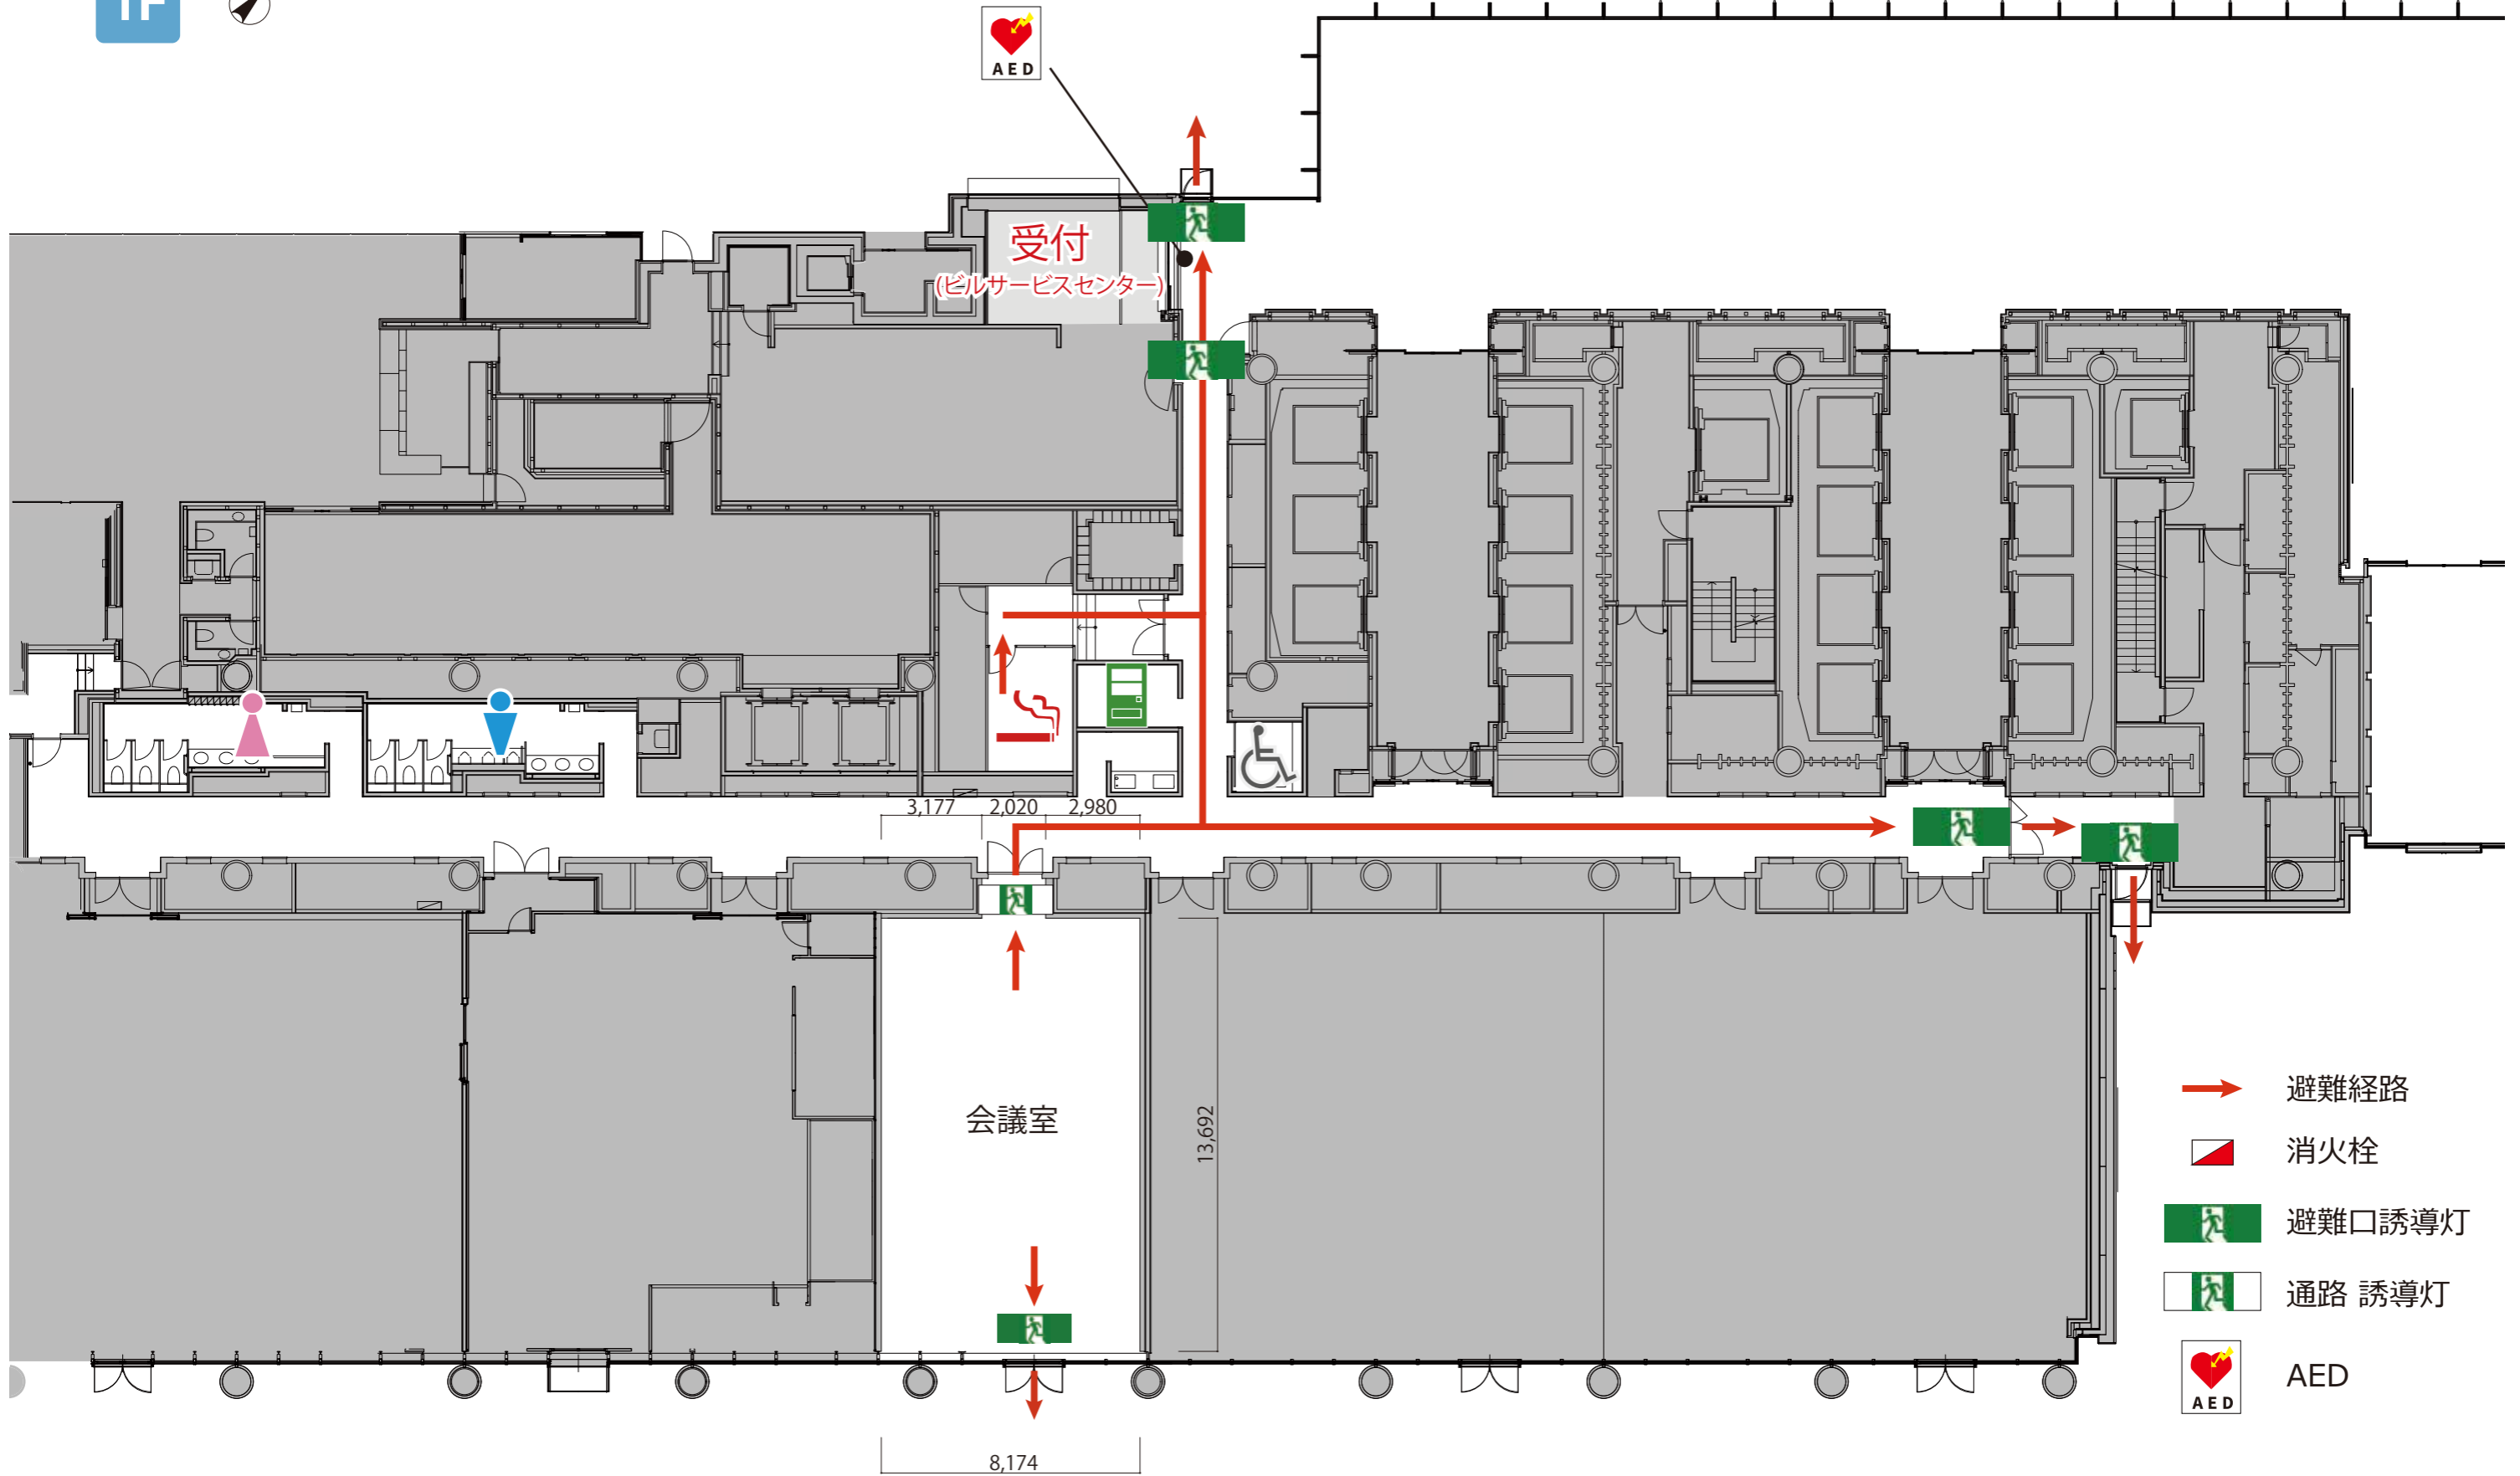 1F
AED
受付
(ビルサービスセンター)
3,177
2,020
2,980
会議室
13,692
8,174
避難経路
消火栓
避難口誘導灯
通路 誘導灯
AED
AED